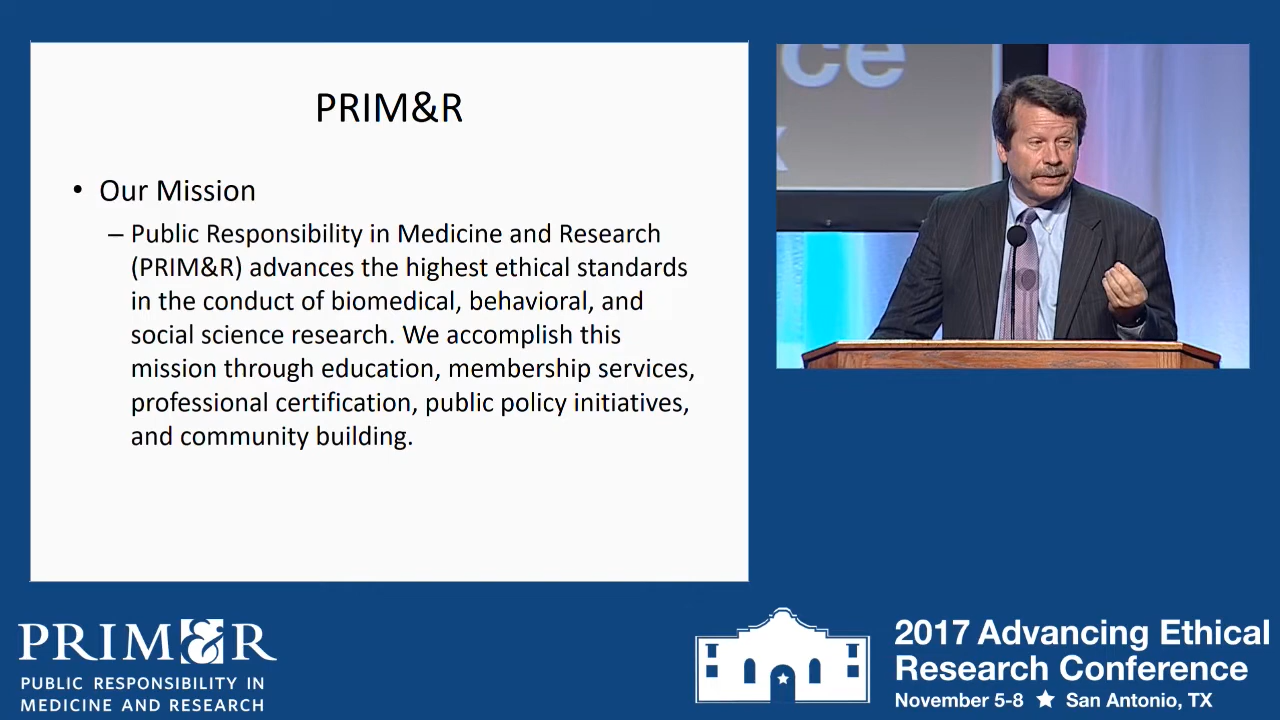 PRIM&R
• Our Mission
– Public Responsibility in Medicine and Research
(PRIM&R) advances the highest ethical standards
in the conduct of biomedical, behavioral, and
social science research. We accomplish this
mission through education, membership services,
professional certification, public policy initiatives,
and community building.
ce
PRIM&R
PUBLIC RESPONSIBILITY IN
MEDICINE AND RESEARCH
2017 Advancing Ethical
Research Conference
November 5-8 ★ San Antonio, TX